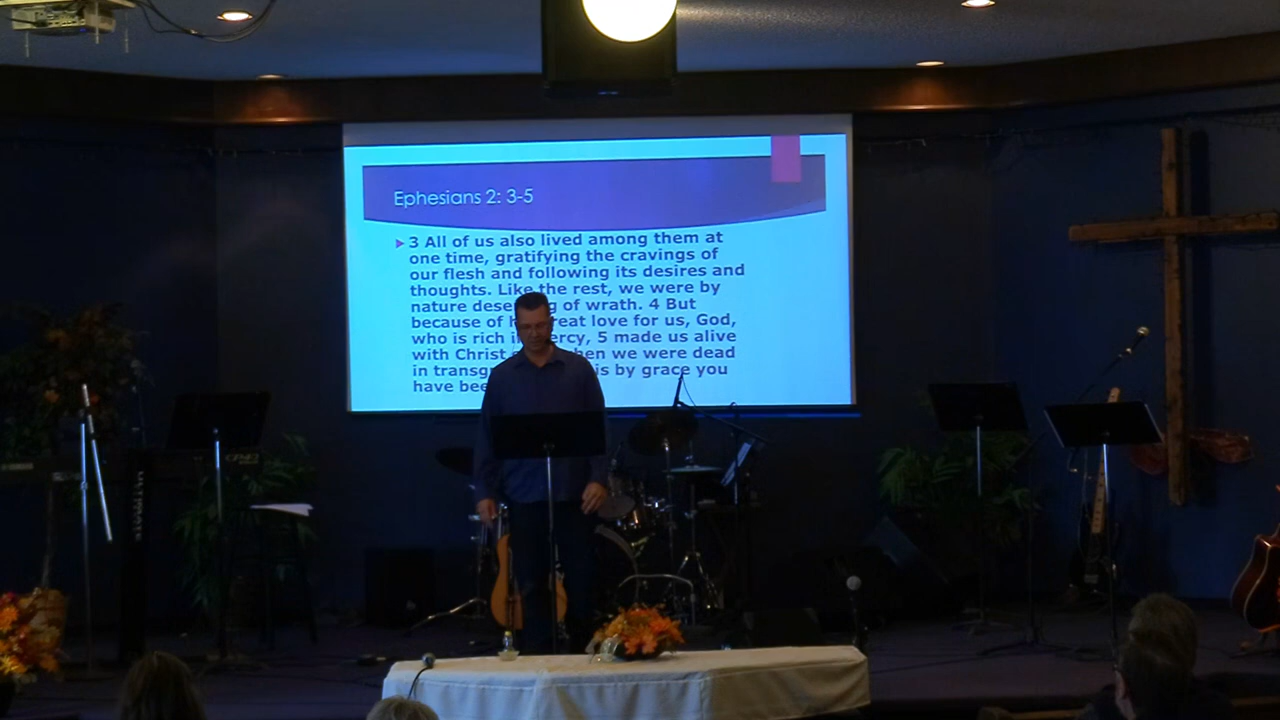 Ephesians 2: 3-5
3 All of us also lived among them at
one time, gratifying the cravings of
our flesh and following its desires and
thoughts. Like the rest, we were by
nature dese g of wrath. 4 But
because of h reat love for us, God,
who is rich i ercy, 5 made us alive
with Christ hen we were dead
in transg is by grace you
have bee